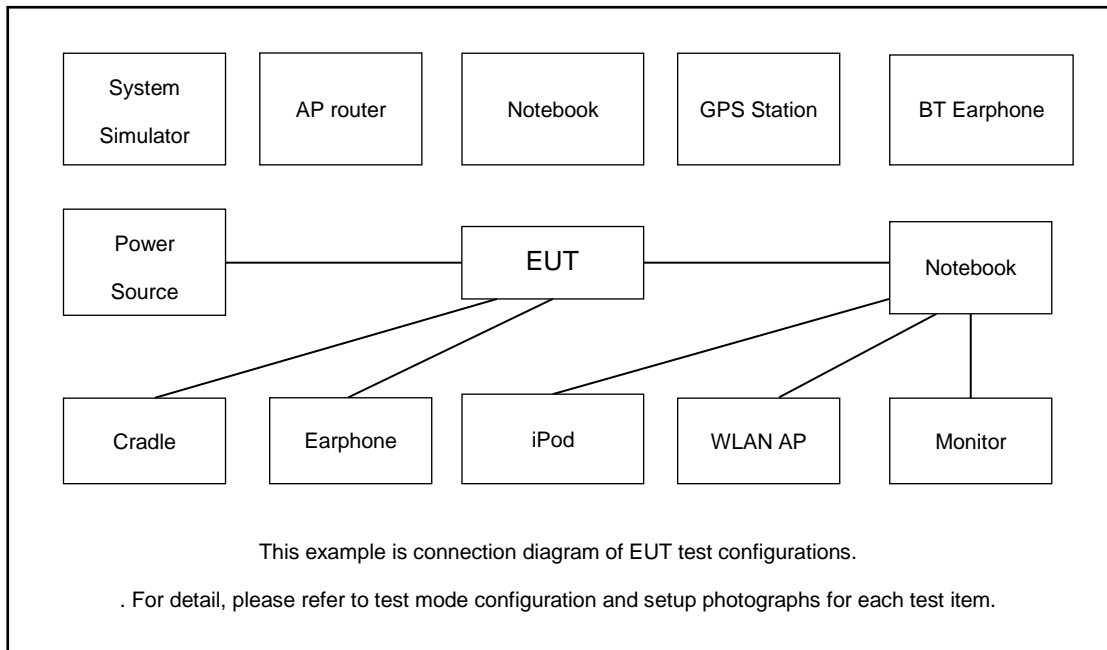 System
Simulator
AP router
Notebook
GPS Station
BT Earphone
Power
Source
EUT
Notebook
Cradle
Earphone
iPod
WLAN AP
Monitor
This example is connection diagram of EUT test configurations.
. For detail, please refer to test mode configuration and setup photographs for each test item.